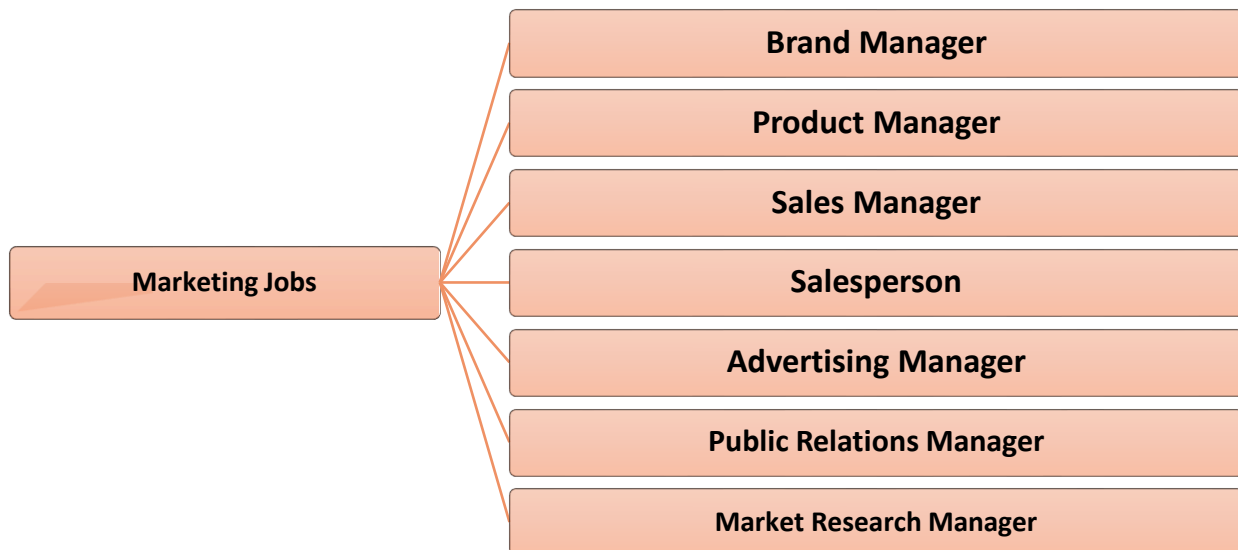 Brand Manager
Product Manager
Sales Manager
Marketing Jobs
Salesperson
Advertising Manager
Public Relations Manager
Market Research Manager